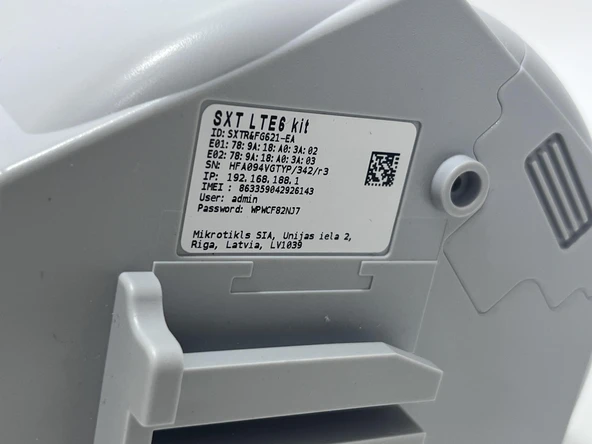 SXT LTE6 kit
ID: SXTR&FG621-EA
E01: 78: 9A: 18: A0: 3A: 02
E02: 78: 9A: 18: A0: 3A: 03
SN: HFA094VGTYP/342/r3
IP: 192.168.188.1
IMEI : 863359042926143
User: admin
Password: WPWCF82NJ7
Mikrotikls SIA, Unijas iela 2,
Riga, Latvia, LV1039